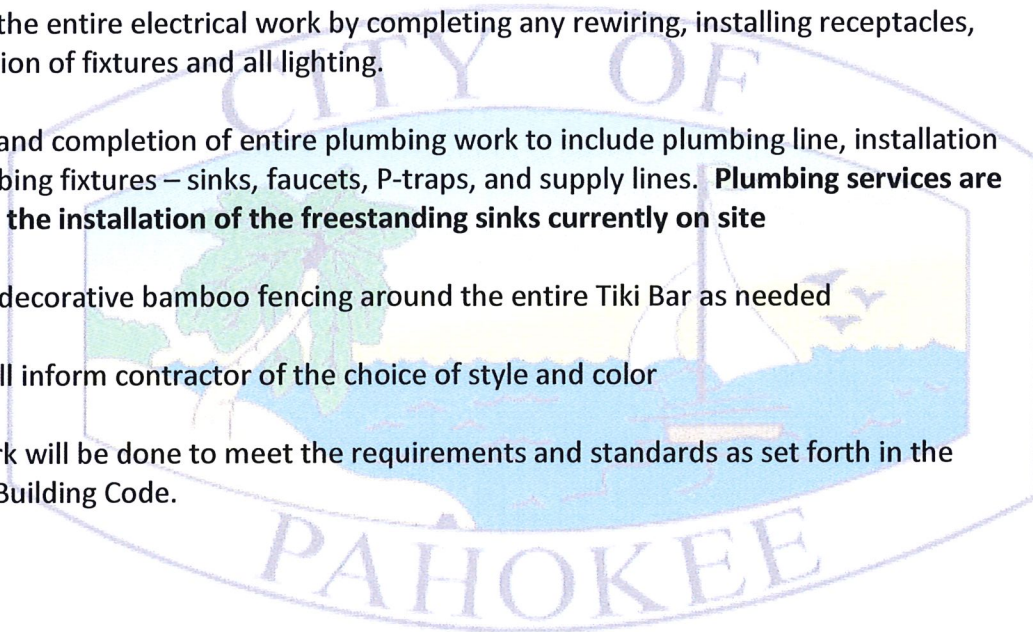 the entire electrical work by completing any rewiring, installing receptacles,
ion of fixtures and all lighting.
and completion of entire plumbing work to include plumbing line, installation
bing fixtures – sinks, faucets, P-traps, and supply lines. Plumbing services are
the installation of the freestanding sinks currently on site
decorative bamboo fencing around the entire Tiki Bar as needed
ll inform contractor of the choice of style and color
rk will be done to meet the requirements and standards as set forth in the
Building Code.
CITY OF
PAHOKEE